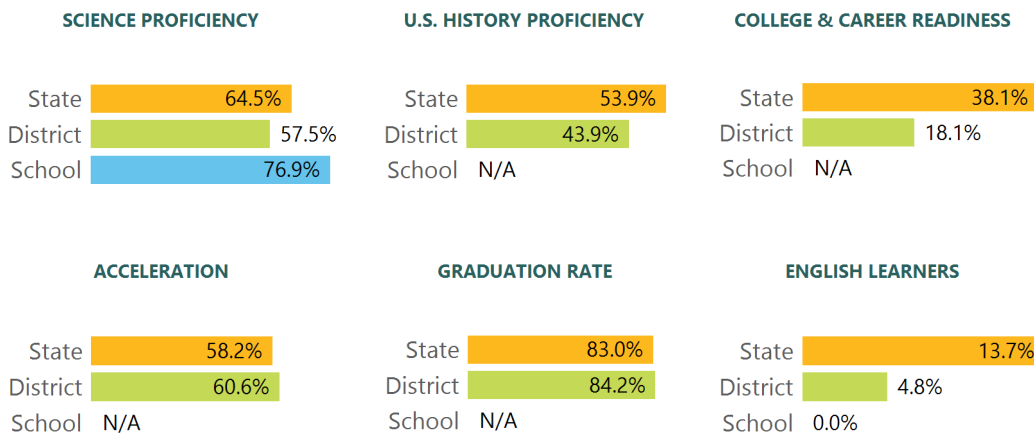 SCIENCE PROFICIENCY
State 64.5%
District 57.5%
School 76.9%
U.S. HISTORY PROFICIENCY
State 53.9%
District 43.9%
School N/A
COLLEGE & CAREER READINESS
State 38.1%
District 18.1%
School N/A
ACCELERATION
State 58.2%
District 60.6%
School N/A
GRADUATION RATE
State 83.0%
District 84.2%
School N/A
ENGLISH LEARNERS
State 13.7%
District 4.8%
School 0.0%